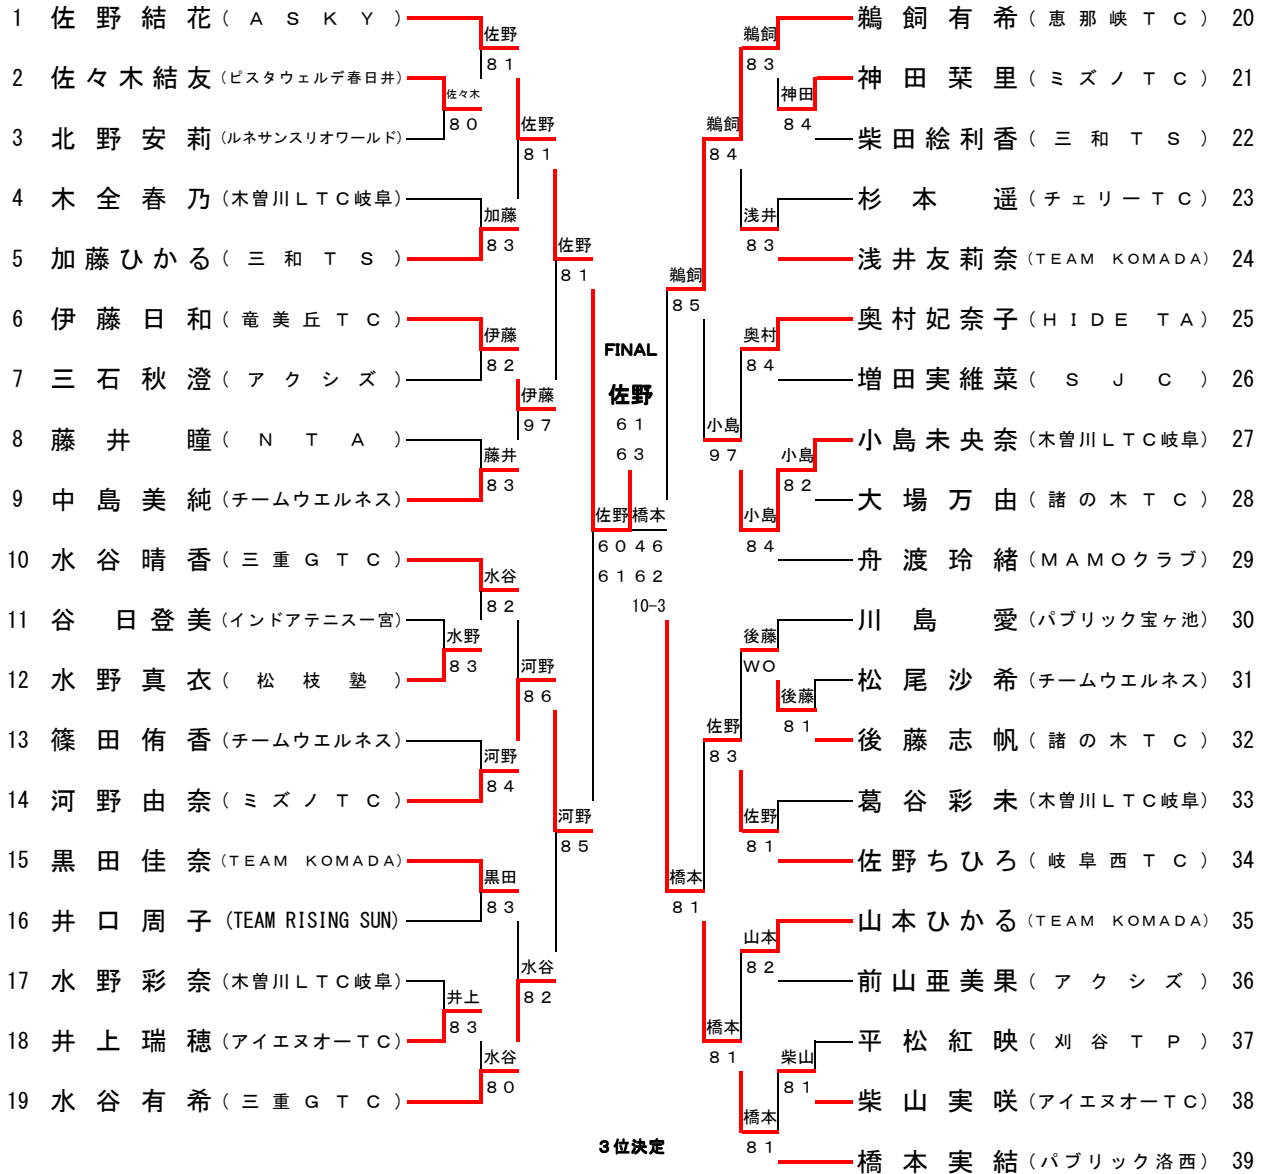 1 佐野結花 (ＡＳＫＹ)
2 佐々木結友 (ピスタウェルデ春日井)
3 北野安莉 (ルネサンスリオワールド)
4 木全春乃 (木曽川ＬＴＣ岐阜)
5 加藤ひかる (三和ＴＳ)
6 伊藤日和 (竜美丘ＴＣ)
7 三石秋澄 (アクシズ)
8 藤井瞳 (ＮＴＡ)
9 中島美純 (チームウエルネス)
10 水谷晴香 (三重ＧＴＣ)
11 谷日登美 (インドアテニス一宮)
12 水野真衣 (松枝塾)
13 篠田侑香 (チームウエルネス)
14 河野由奈 (ミズノＴＣ)
15 黒田佳奈 (TEAM KOMADA)
16 井口周子 (TEAM RISING SUN)
17 水野彩奈 (木曽川ＬＴＣ岐阜)
18 井上瑞穂 (アイエヌオーＴＣ)
19 水谷有希 (三重ＧＴＣ)
佐々木
８０
水野
８３
井上
８３
佐野
８１
加藤
８３
伊藤
８２
藤井
８３
水谷
８２
河野
８４
黒田
８３
水谷
８０
佐野
８１
伊藤
９７
河野
８６
水谷
８２
佐野
８１
河野
８５
佐野
６０
６１
FINAL
佐野
６１
６３
橋本
４６
６２
10-3
３位決定
鵜飼
８５
橋本
８１
鵜飼
８４
小島
９７
佐野
８３
橋本
８１
鵜飼
８３
浅井
８３
奥村
８４
小島
８４
後藤
ＷＯ
佐野
８１
山本
８２
橋本
８１
神田
８４
小島
８２
後藤
８１
柴山
８１
鵜飼有希 (恵那峡ＴＣ) 20
神田栞里 (ミズノＴＣ) 21
柴田絵利香 (三和ＴＳ) 22
杉本遥 (チェリーＴＣ) 23
浅井友莉奈 (TEAM KOMADA) 24
奥村妃奈子 (ＨＩＤＥ ＴＡ) 25
増田実維菜 (ＳＪＣ) 26
小島未央奈 (木曽川ＬＴＣ岐阜) 27
大場万由 (諸の木ＴＣ) 28
舟渡玲緒 (ＭＡＭＯクラブ) 29
川島愛 (パブリック宝ヶ池) 30
松尾沙希 (チームウエルネス) 31
後藤志帆 (諸の木ＴＣ) 32
葛谷彩未 (木曽川ＬＴＣ岐阜) 33
佐野ちひろ (岐阜西ＴＣ) 34
山本ひかる (TEAM KOMADA) 35
前山亜美果 (アクシズ) 36
平松紅映 (刈谷ＴＰ) 37
柴山実咲 (アイエヌオーＴＣ) 38
橋本実結 (パブリック洛西) 39